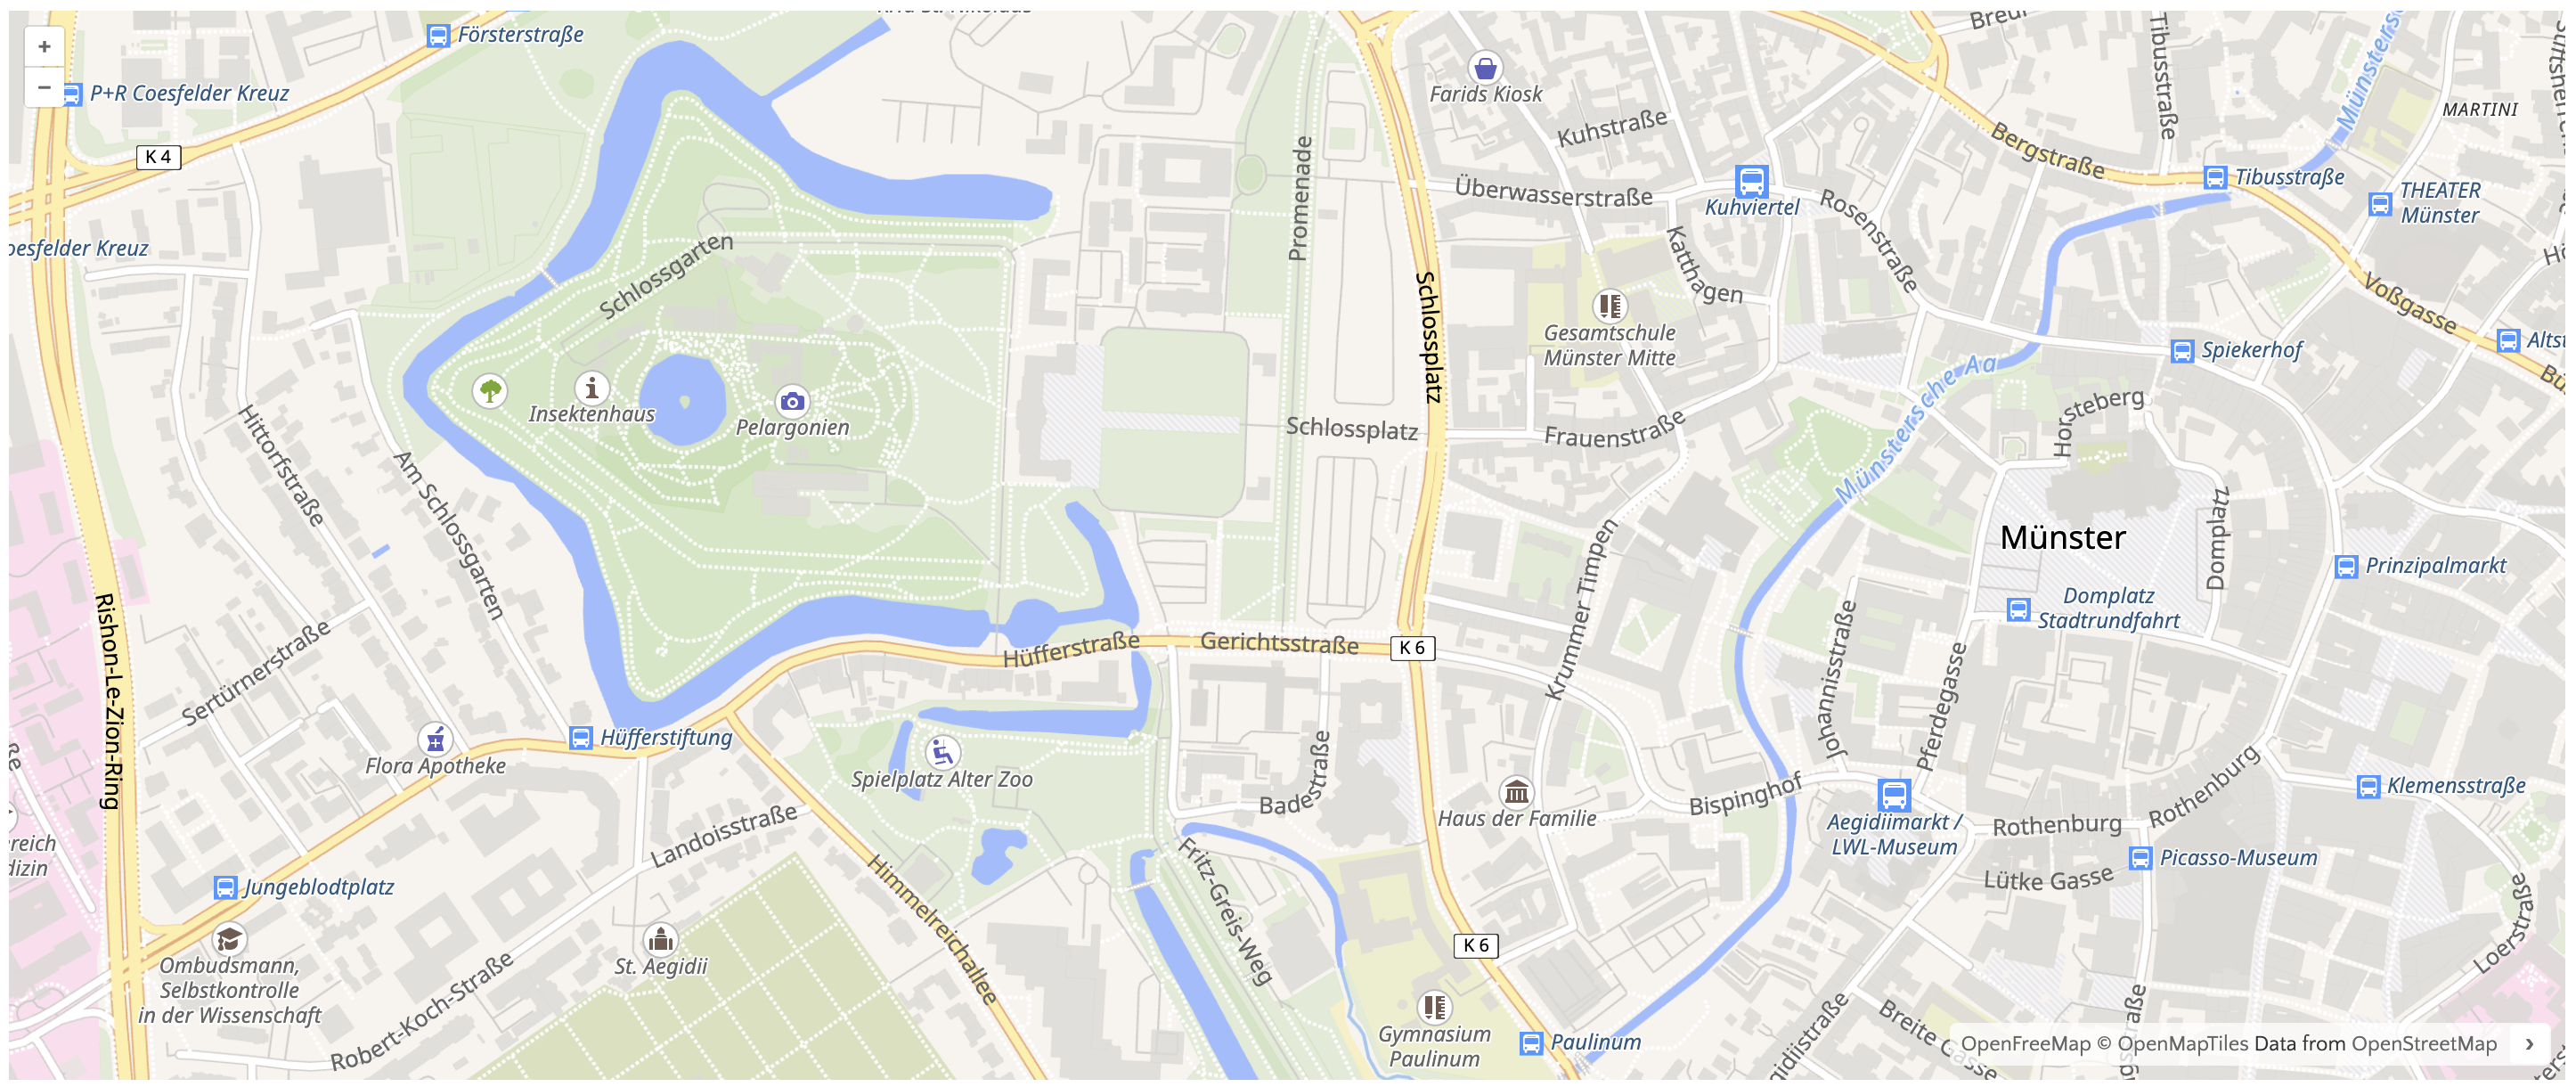 +
−
Försterstraße
P+R Coesfelder Kreuz
K 4
oesfelder Kreuz
Farids Kiosk
Kuhstraße
Überwasserstraße
Kuhviertel
Rosenstraße
Katthagen
Promenade
Schlossplatz
Tibusstraße
Münstersche
MARTINI
Bergstraße
Tibusstraße
THEATER
Münster
Voßgasse
Spiekerhof
Münstersche Aa
Horsteberg
Gesamtschule
Münster Mitte
Schlossgarten
Insektenhaus
Pelargonien
Schlossplatz
Frauenstraße
Hittorfstraße
Am Schlossgarten
Krummer Timpen
Münster
Domplatz
Domplatz
Stadtrundfahrt
Prinzipalmarkt
Rishon-Le-Zion-Ring
Sertürnerstraße
Hüfferstraße
Gerichtsstraße
K 6
Johannisstraße
Pferdegasse
Flora Apotheke
Hüfferstiftung
Spielplatz Alter Zoo
Badestraße
Haus der Familie
Bispinghof
Aegidiimarkt /
LWL-Museum
Rothenburg
Rothenburg
Klemensstraße
Picasso-Museum
Lütke Gasse
Landoisstraße
Himmelreichallee
Fritz-Greis-Weg
Jungeblodtplatz
Ombudsmann,
Selbstkontrolle
in der Wissenschaft
St. Aegidii
Robert-Koch-Straße
K 6
Gymnasium
Paulinum
Paulinum
Loerstraße
Breite Gasse
OpenFreeMap © OpenMapTiles Data from OpenStreetMap